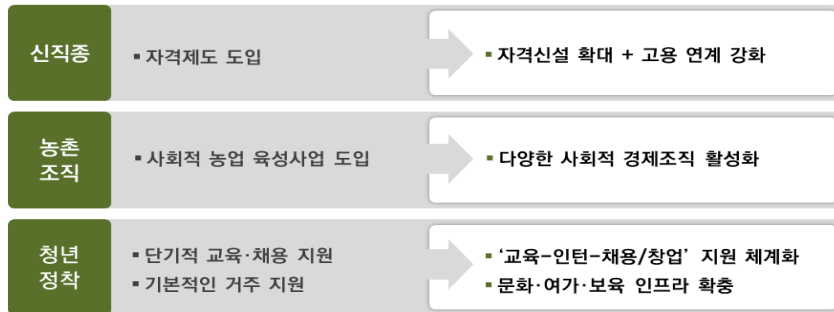 신직종
▪ 자격제도 도입
▪ 자격신설 확대 + 고용 연계 강화
농촌
조직
▪ 사회적 농업 육성사업 도입
▪ 다양한 사회적 경제조직 활성화
청년
정착
▪ 단기적 교육·채용 지원
▪ 기본적인 거주 지원
▪ ‘교육-인턴-채용/창업’ 지원 체계화
▪ 문화·여가·보육 인프라 확충